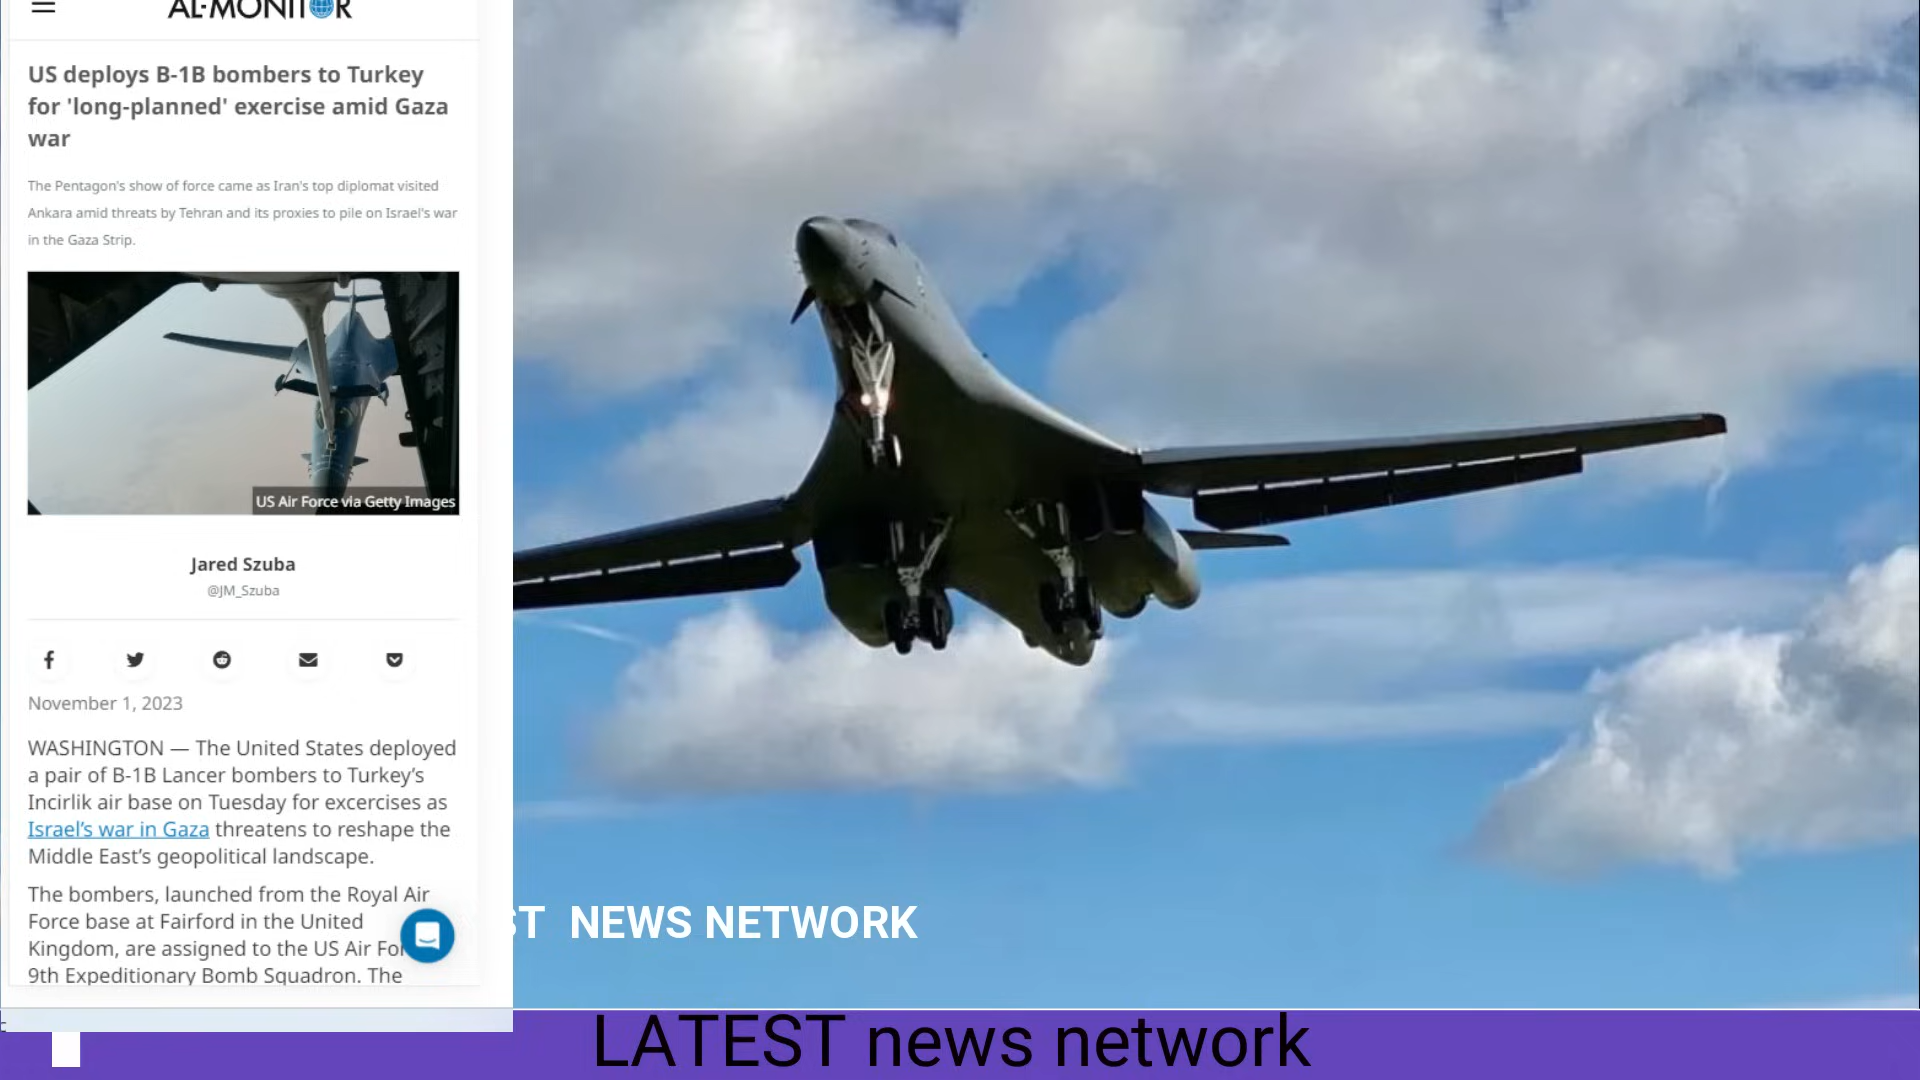 AL-MONITOR
US deploys B-1B bombers to Turkey
for 'long-planned' exercise amid Gaza
war
The Pentagon's show of force came as Iran's top diplomat visited
Ankara amid threats by Tehran and its proxies to pile on Israel's war
in the Gaza Strip.
US Air Force via Getty Images
Jared Szuba
@JM_Szuba
November 1, 2023
WASHINGTON — The United States deployed
a pair of B-1B Lancer bombers to Turkey's
Incirlik air base on Tuesday for excercises as
Israel's war in Gaza threatens to reshape the
Middle East's geopolitical landscape.
The bombers, launched from the Royal Air
Force base at Fairford in the United
Kingdom, are assigned to the US Air For
9th Expeditionary Bomb Squadron. The
ST NEWS NETWORK
LATEST news network